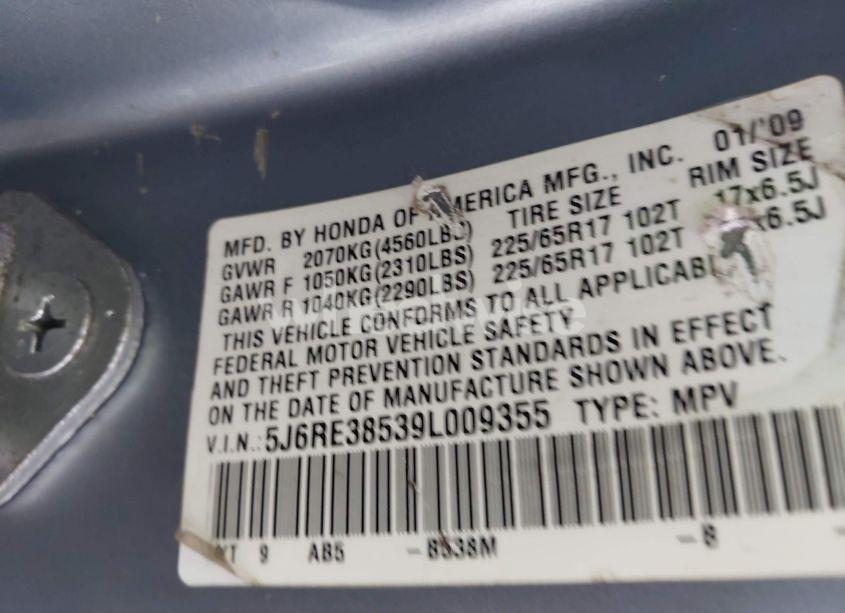 MFD. BY HONDA OF AMERICA MFG., INC. 01/'09
GVWR 2070KG(4560LBS) TIRE SIZE RIM SIZE
GAWR F 1050KG(2310LBS) 225/65R17 102T 17x6.5J
GAWR R 1040KG(2290LBS) 225/65R17 102T x6.5J
THIS VEHICLE CONFORMS TO ALL APPLICABL
FEDERAL MOTOR VEHICLE SAFETY
AND THEFT PREVENTION STANDARDS IN EFFECT
ON THE DATE OF MANUFACTURE SHOWN ABOVE.
V.I.N.: 5J6RE38539L009355 TYPE: MPV
9 AB5 -B538M -B -